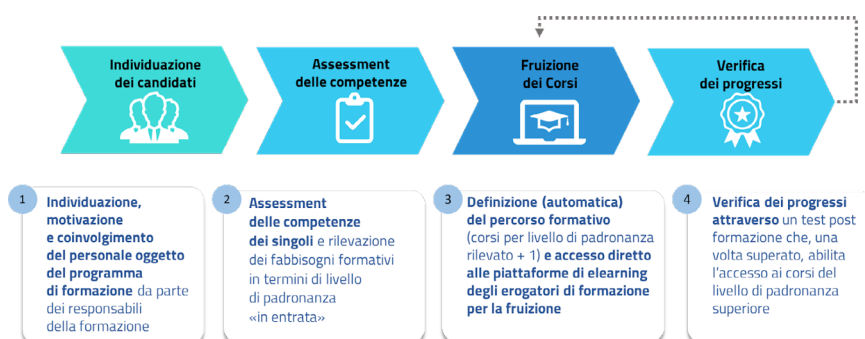 Individuazione
dei candidati
Assessment
delle competenze
Fruizione
dei Corsi
Verifica
dei progressi
1
Individuazione,
motivazione
e coinvolgimento
del personale oggetto
del programma
di formazione da parte
dei responsabili
della formazione
2
Assessment
delle competenze
dei singoli e rilevazione
dei fabbisogni formativi
in termini di livello
di padronanza
«in entrata»
3
Definizione (automatica)
del percorso formativo
(corsi per livello di padronanza
rilevato + 1) e accesso diretto
alle piattaforme di elearning
degli erogatori di formazione
per la fruizione
4
Verifica dei progressi
attraverso un test post
formazione che, una
volta superato, abilita
l'accesso ai corsi del
livello di padronanza
superiore